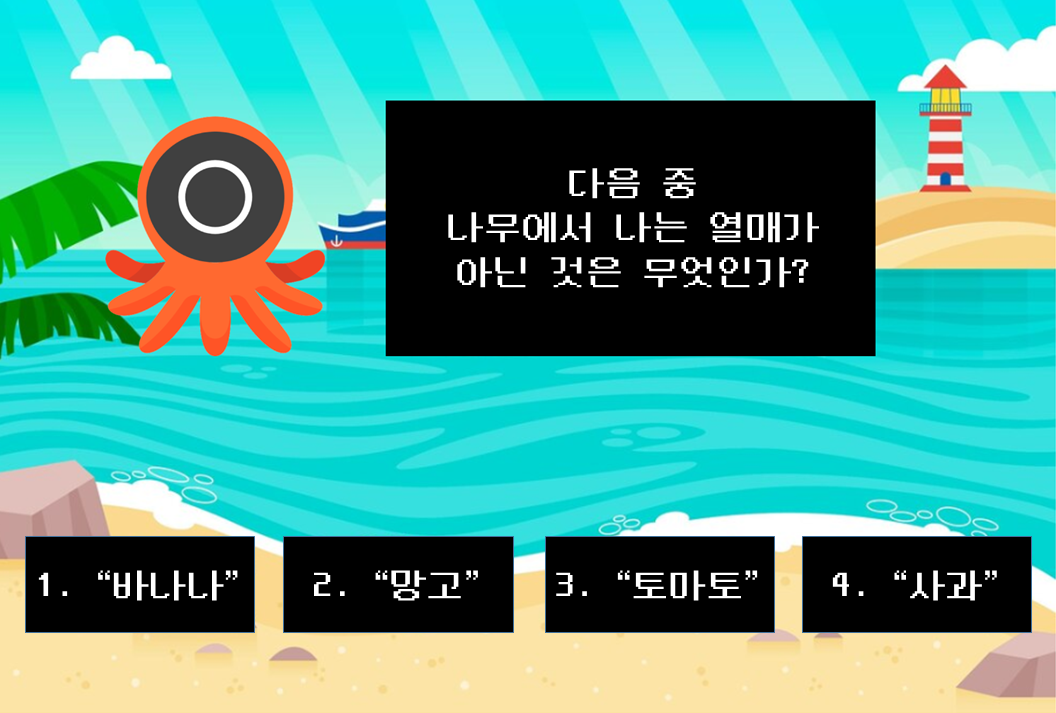 다음 중
나무에서 나는 열매가
아닌 것은 무엇인가?
1. “바나나”
2. “망고”
3. “토마토”
4. “사과”